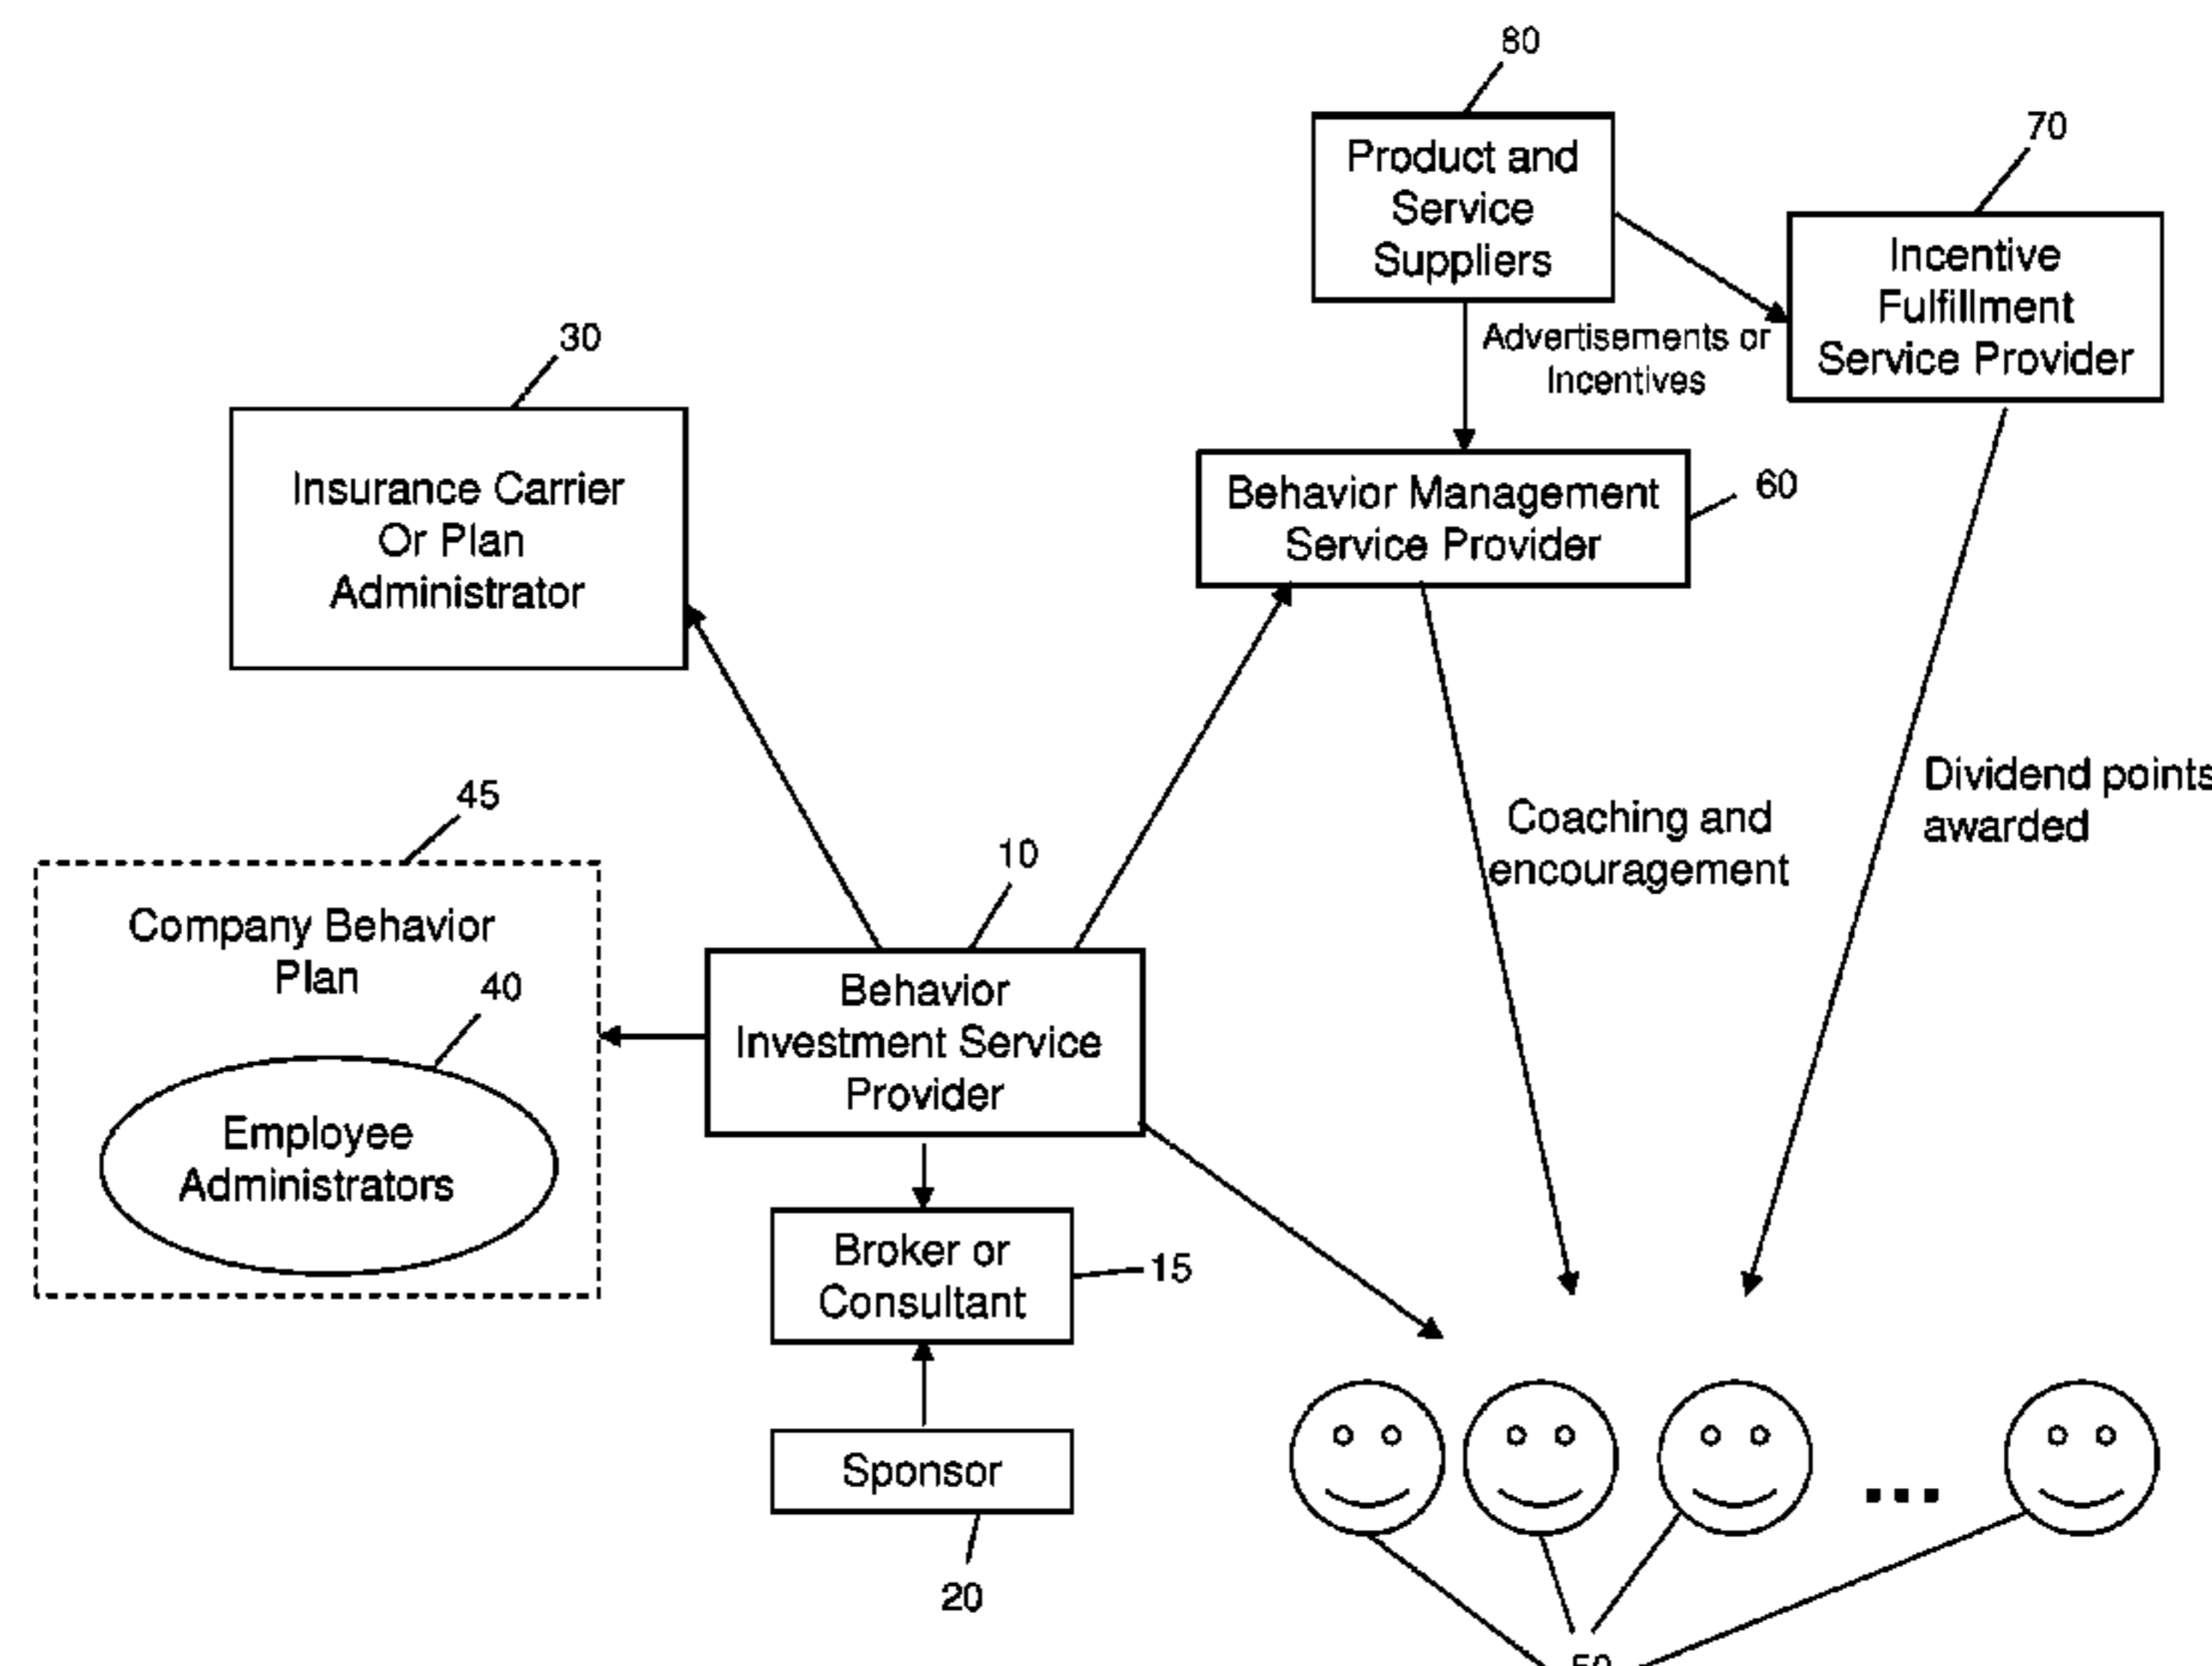 80
Product and
Service
Suppliers
70
Incentive
Fulfillment
Service Provider
Advertisements or
Incentives
30
Insurance Carrier
Or Plan
Administrator
Behavior Management
Service Provider
60
Dividend points
awarded
Coaching and
encouragement
45
Company Behavior
Plan
40
Employee
Administrators
10
Behavior
Investment Service
Provider
Broker or
Consultant
15
Sponsor
20
50